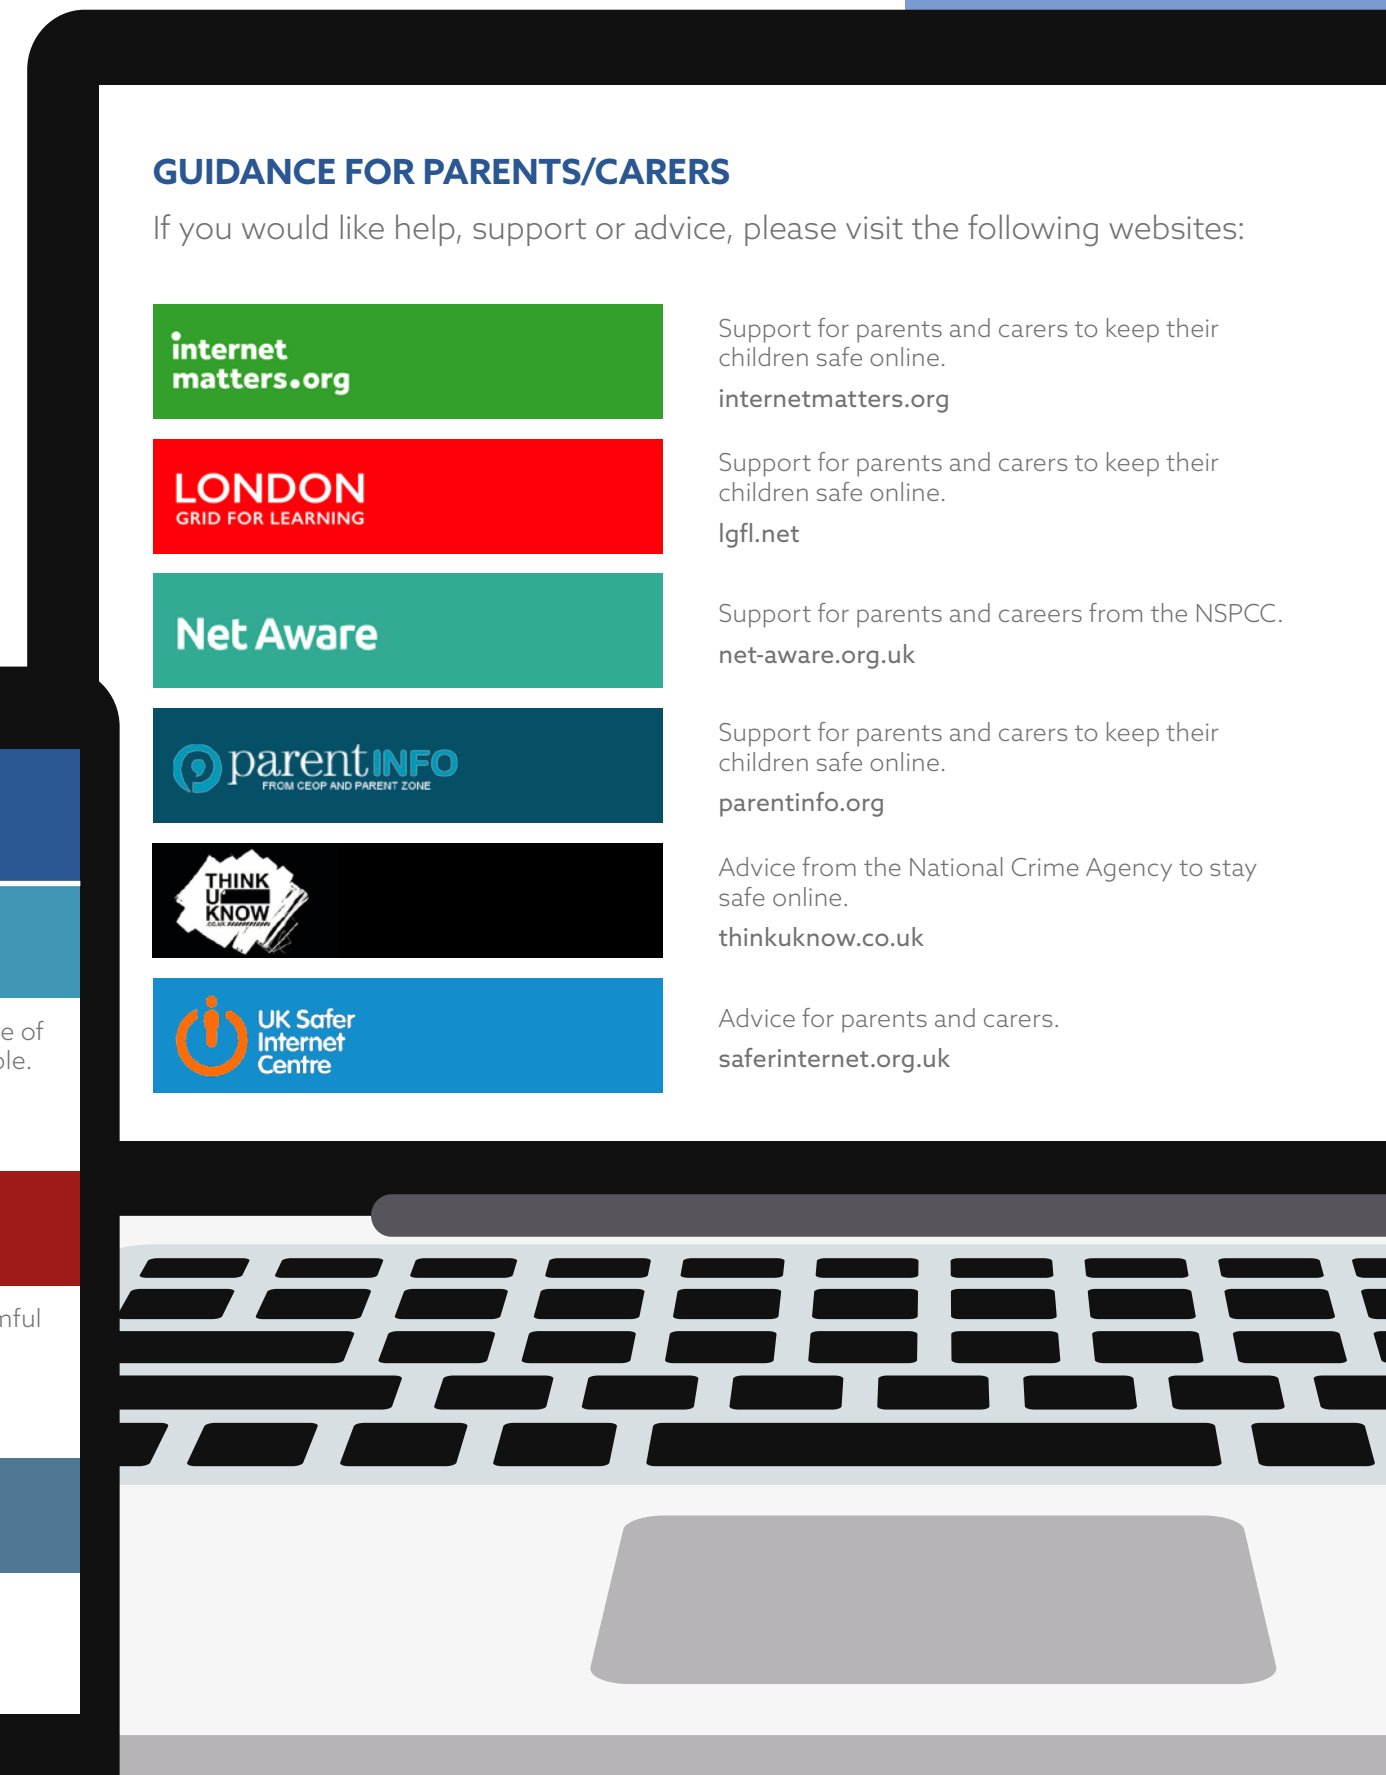 GUIDANCE FOR PARENTS/CARERS
If you would like help, support or advice, please visit the following websites:
internet
matters.org
Support for parents and carers to keep their
children safe online.
internetmatters.org
LONDON
GRID FOR LEARNING
Support for parents and carers to keep their
children safe online.
lgfl.net
Net Aware
Support for parents and careers from the NSPCC.
net-aware.org.uk
parentINFO
FROM CEOP AND PARENT ZONE
Support for parents and carers to keep their
children safe online.
parentinfo.org
THINK
U
KNOW
.CO.UK
Advice from the National Crime Agency to stay
safe online.
thinkuknow.co.uk
UK Safer
Internet
Centre
Advice for parents and carers.
saferinternet.org.uk
e of
ole.
mful